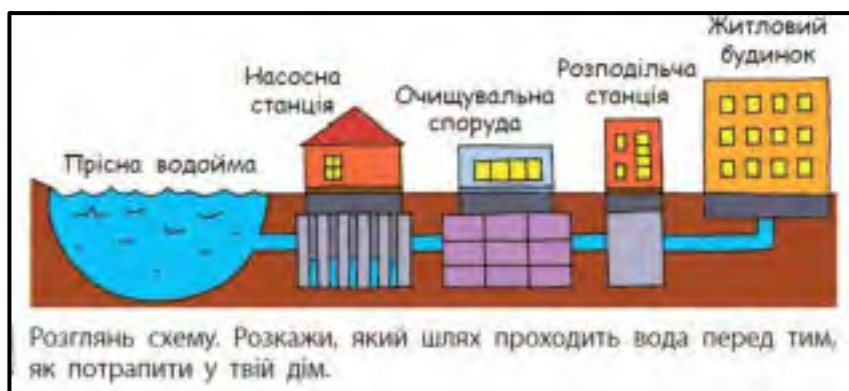 Прісна водойма
Насосна
станція
Очищувальна
споруда
Розподільча
станція
Житловий
будинок
Розглянь схему. Розкажи, який шлях проходить вода перед тим,
як потрапити у твій дім.